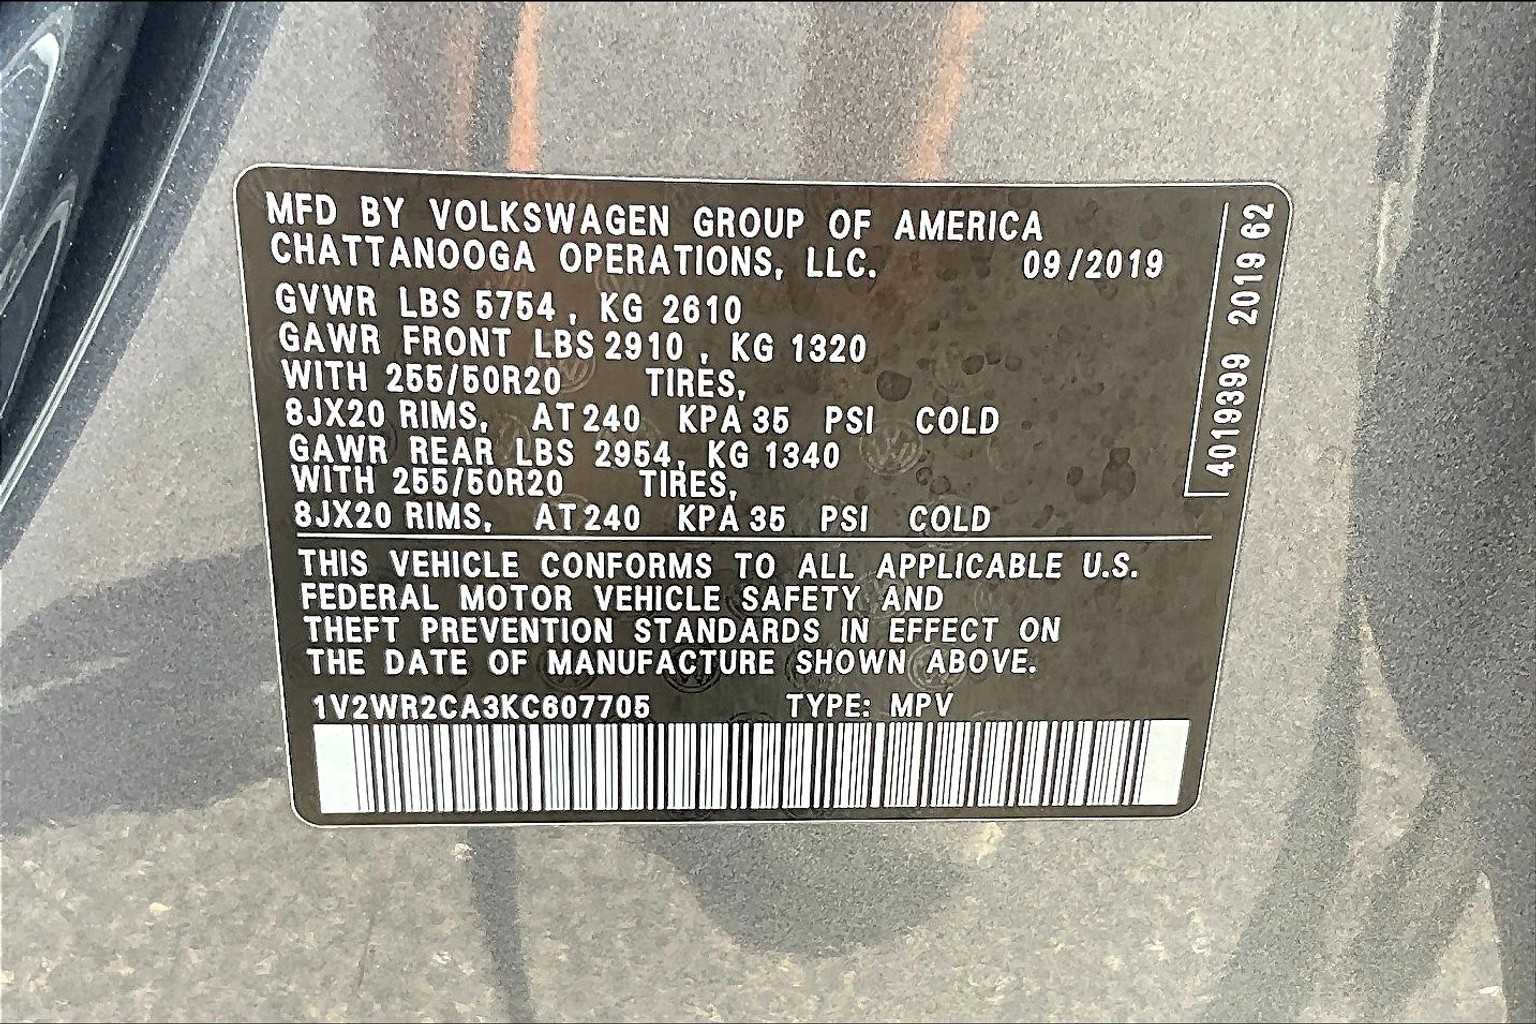 MFD BY VOLKSWAGEN GROUP OF AMERICA
CHATTANOOGA OPERATIONS, LLC. 09/2019
GVWR LBS 5754, KG 2610
GAWR FRONT LBS 2910, KG 1320
WITH 255/50R20 TIRES,
8JX20 RIMS, AT 240 KPA 35 PSI COLD
GAWR REAR LBS 2954, KG 1340
WITH 255/50R20 TIRES,
8JX20 RIMS, AT 240 KPA 35 PSI COLD
THIS VEHICLE CONFORMS TO ALL APPLICABLE U.S.
FEDERAL MOTOR VEHICLE SAFETY AND
THEFT PREVENTION STANDARDS IN EFFECT ON
THE DATE OF MANUFACTURE SHOWN ABOVE.
1V2WR2CA3KC607705 TYPE: MPV
4019399 2019 62